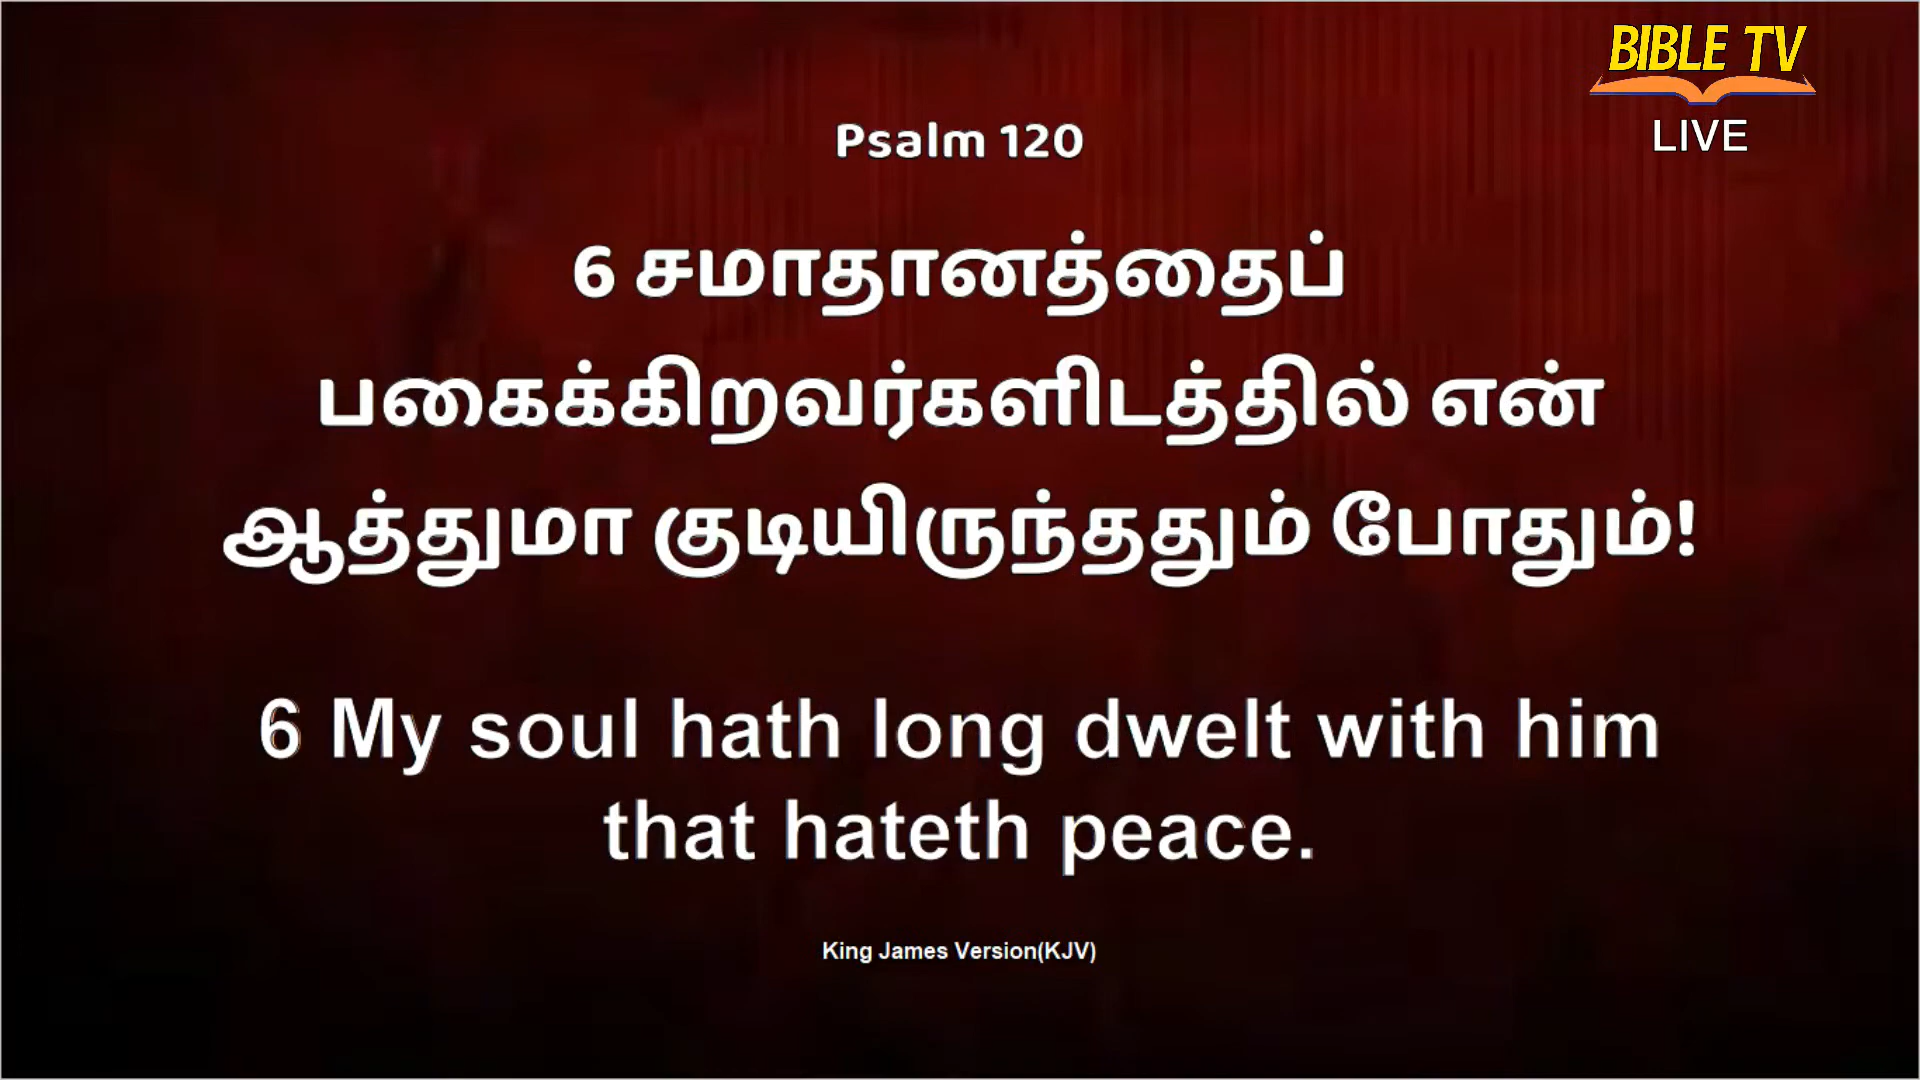 BIBLE TV
LIVE
Psalm 120
6 சமாதானத்தைப்
பகைக்கிறவர்களிடத்தில் என்
ஆத்துமா குடியிருந்ததும் போதும்!
6 My soul hath long dwelt with him
that hateth peace.
King James Version(KJV)